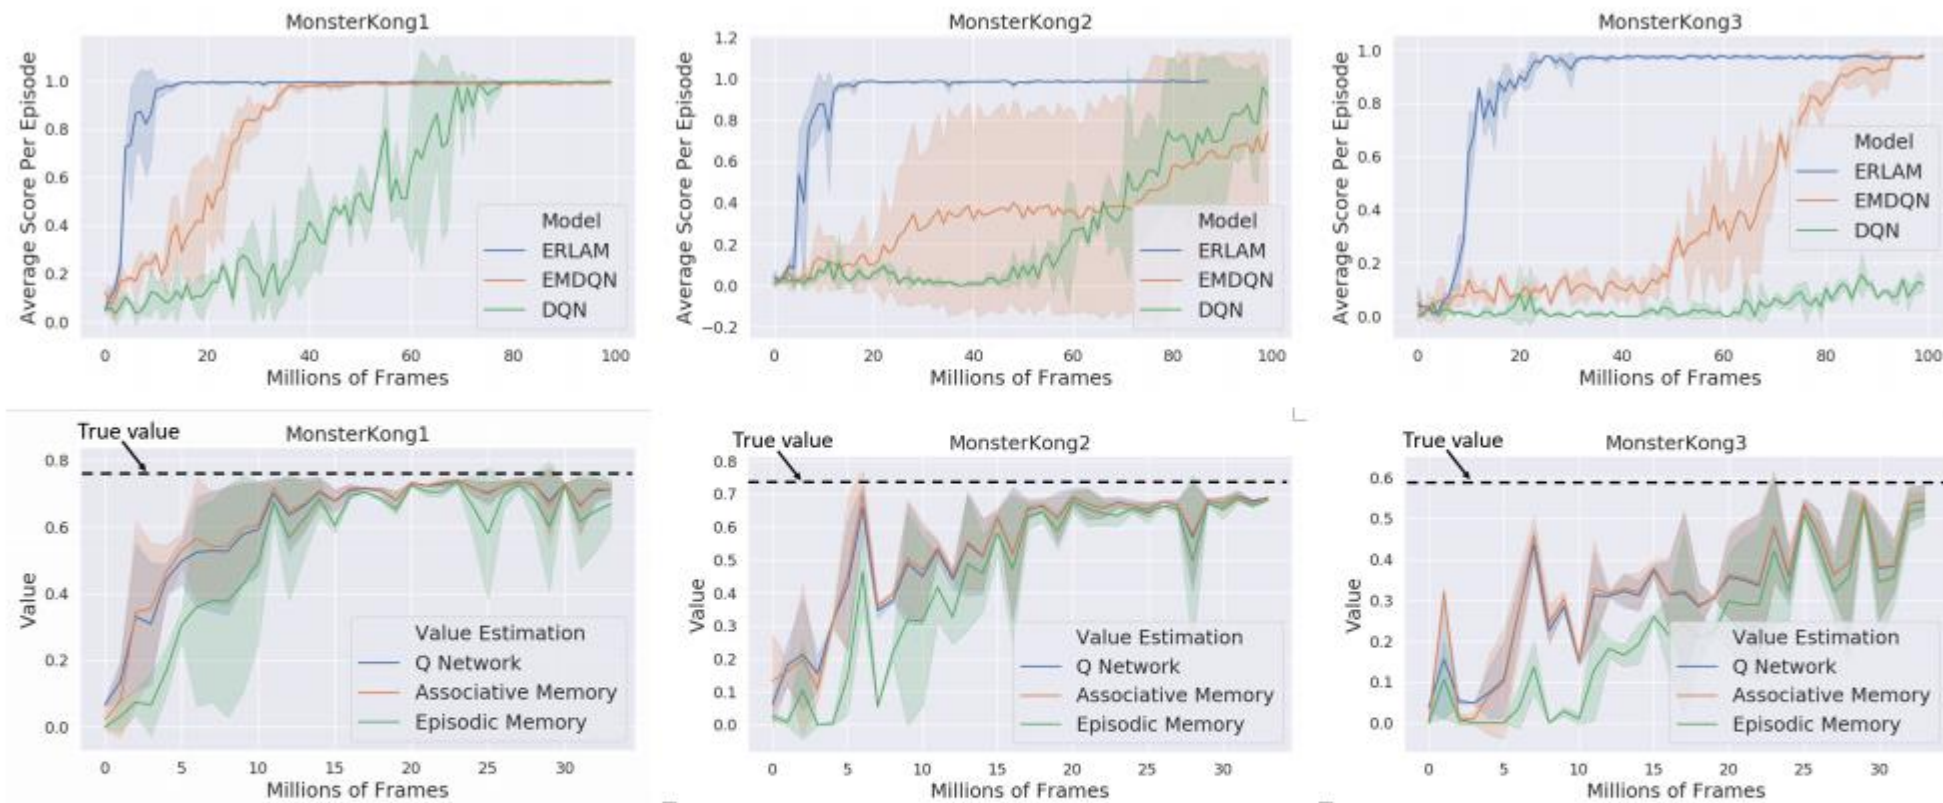 MonsterKong1
Average Score Per Episode
1.0
0.8
0.6
0.4
0.2
0.0
Model
ERLAM
EMDQN
DQN
0 20 40 60 80 100
Millions of Frames
MonsterKong2
Average Score Per Episode
1.2
1.0
0.8
0.6
0.4
0.2
0.0
−0.2
Model
ERLAM
EMDQN
DQN
0 20 40 60 80 100
Millions of Frames
MonsterKong3
Average Score Per Episode
1.0
0.8
0.6
0.4
0.2
0.0
Model
ERLAM
EMDQN
DQN
0 20 40 60 80 100
Millions of Frames
True value
MonsterKong1
Value
0.8
0.6
0.4
0.2
0.0
Value Estimation
Q Network
Associative Memory
Episodic Memory
0 5 10 15 20 25 30
Millions of Frames
True value
MonsterKong2
Value
0.8
0.7
0.6
0.5
0.4
0.3
0.2
0.1
0.0
Value Estimation
Q Network
Associative Memory
Episodic Memory
0 5 10 15 20 25 30
Millions of Frames
True value
MonsterKong3
Value
0.6
0.5
0.4
0.3
0.2
0.1
0.0
Value Estimation
Q Network
Associative Memory
Episodic Memory
0 5 10 15 20 25 30
Millions of Frames